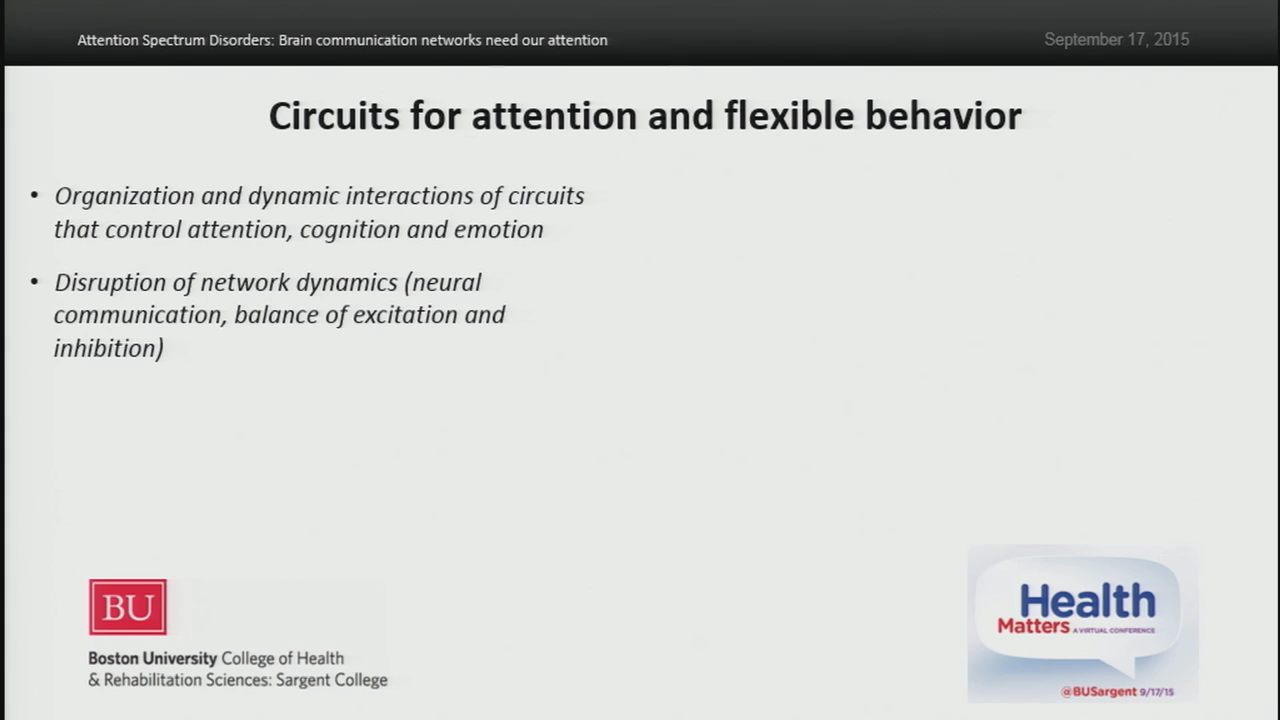 Attention Spectrum Disorders: Brain communication networks need our attention
September 17, 2015
Circuits for attention and flexible behavior
• Organization and dynamic interactions of circuits
that control attention, cognition and emotion
• Disruption of network dynamics (neural
communication, balance of excitation and
inhibition)
BU
Boston University College of Health
& Rehabilitation Sciences: Sargent College
Health
Matters A VIRTUAL CONFERENCE
@BUSargent 9/17/15